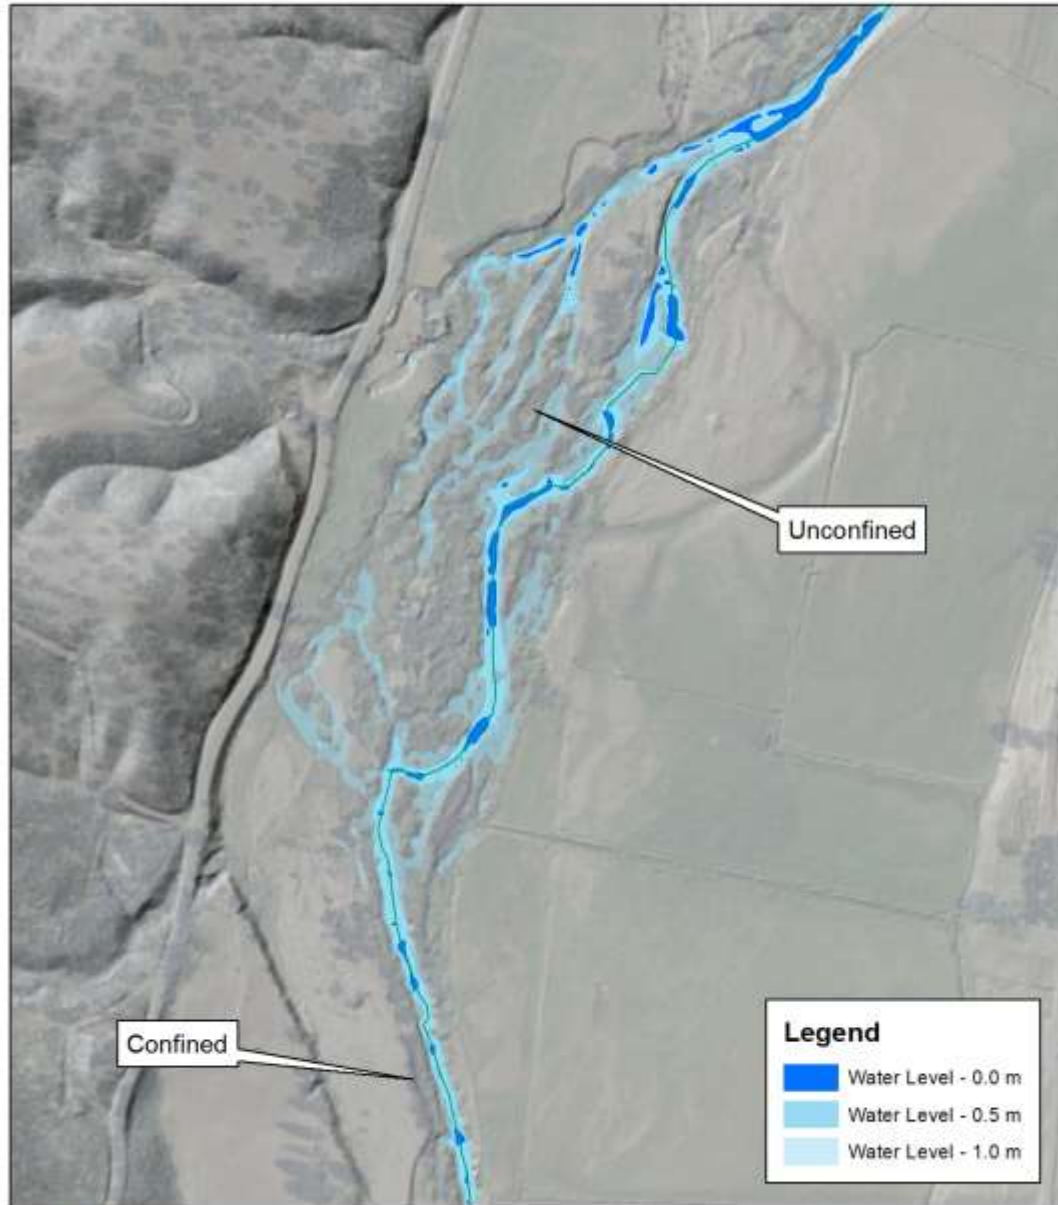 Unconfined
Confined
Legend
Water Level - 0.0 m
Water Level - 0.5 m
Water Level - 1.0 m